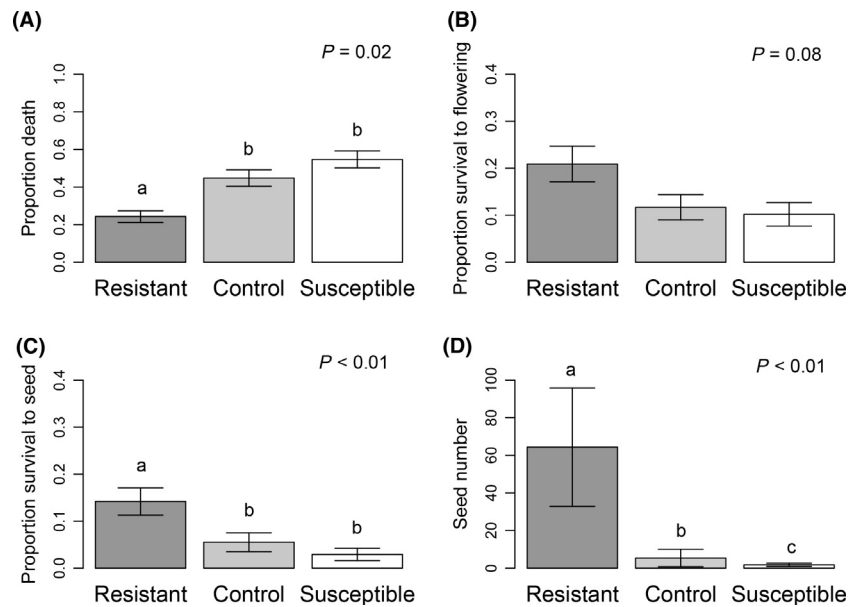 (A)
P = 0.02
Proportion death
1.0
0.8
0.6
0.4
0.2
0.0
a
b
b
Resistant Control Susceptible
(B)
P = 0.08
Proportion survival to flowering
0.4
0.3
0.2
0.1
0.0
Resistant Control Susceptible
(C)
P < 0.01
Proportion survival to seed
0.4
0.3
0.2
0.1
0.0
a
b
b
Resistant Control Susceptible
(D)
P < 0.01
Seed number
100
80
60
40
20
0
a
b
c
Resistant Control Susceptible